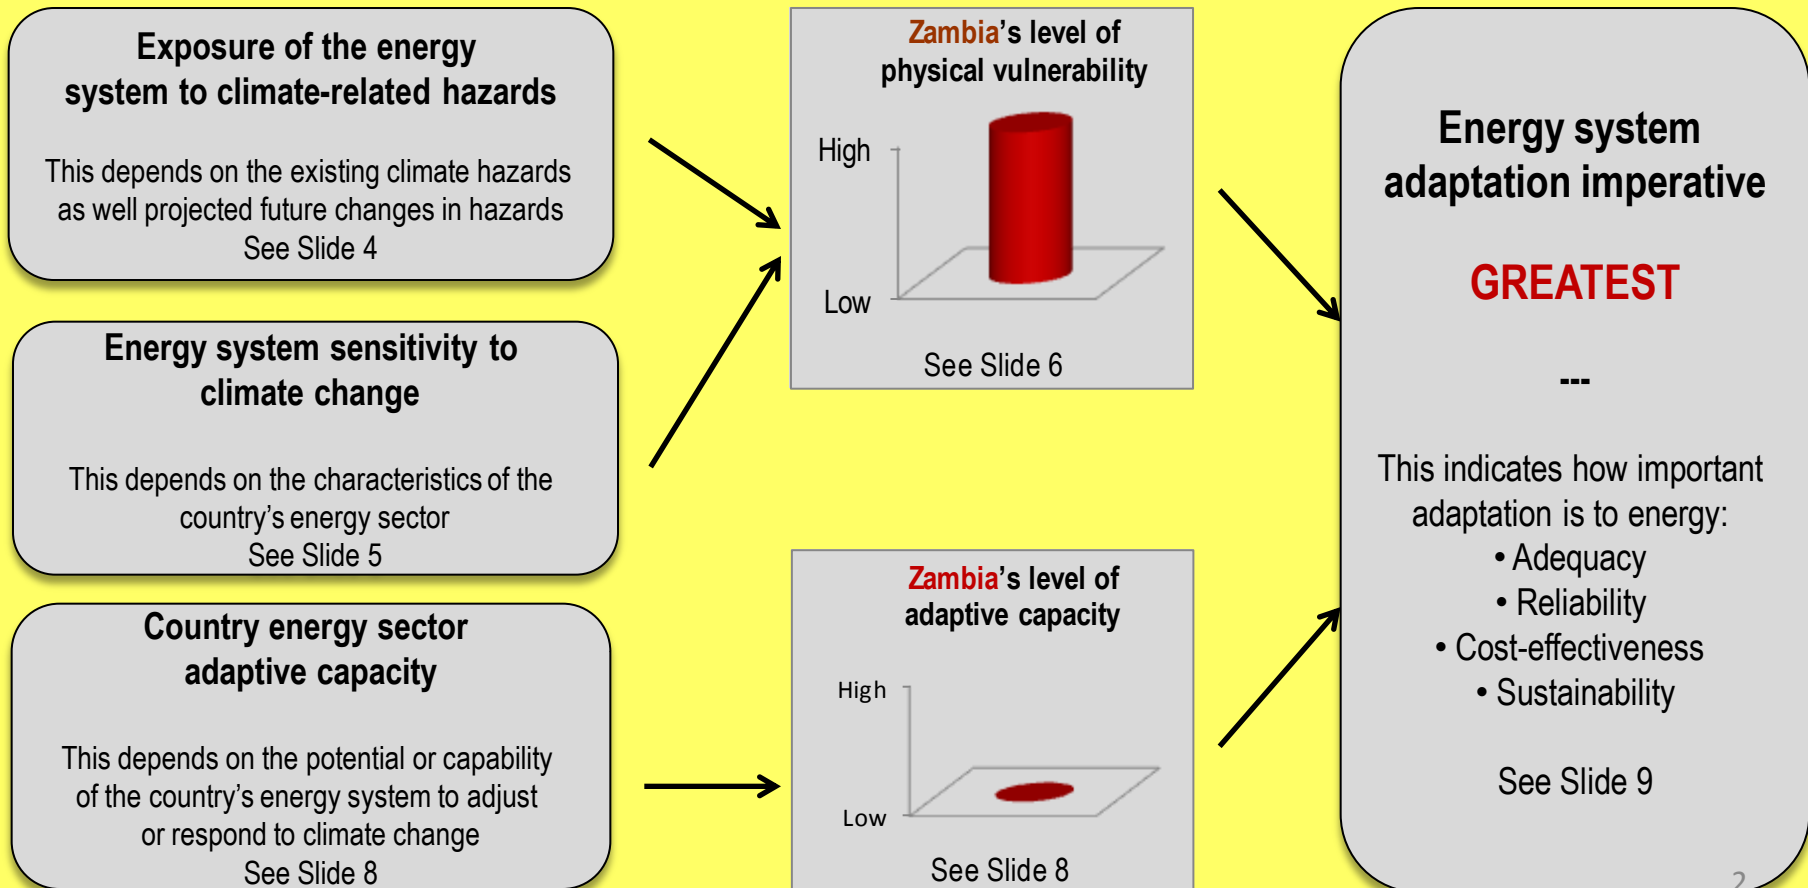 Exposure of the energy
system to climate-related hazards
This depends on the existing climate hazards
as well projected future changes in hazards
See Slide 4
Energy system sensitivity to
climate change
This depends on the characteristics of the
country's energy sector
See Slide 5
Country energy sector
adaptive capacity
This depends on the potential or capability
of the country's energy system to adjust
or respond to climate change
See Slide 8
Zambia's level of
physical vulnerability
High
Low
See Slide 6
Zambia's level of
adaptive capacity
High
Low
See Slide 8
Energy system
adaptation imperative
GREATEST
---
This indicates how important
adaptation is to energy:
• Adequacy
• Reliability
• Cost-effectiveness
• Sustainability
See Slide 9
2